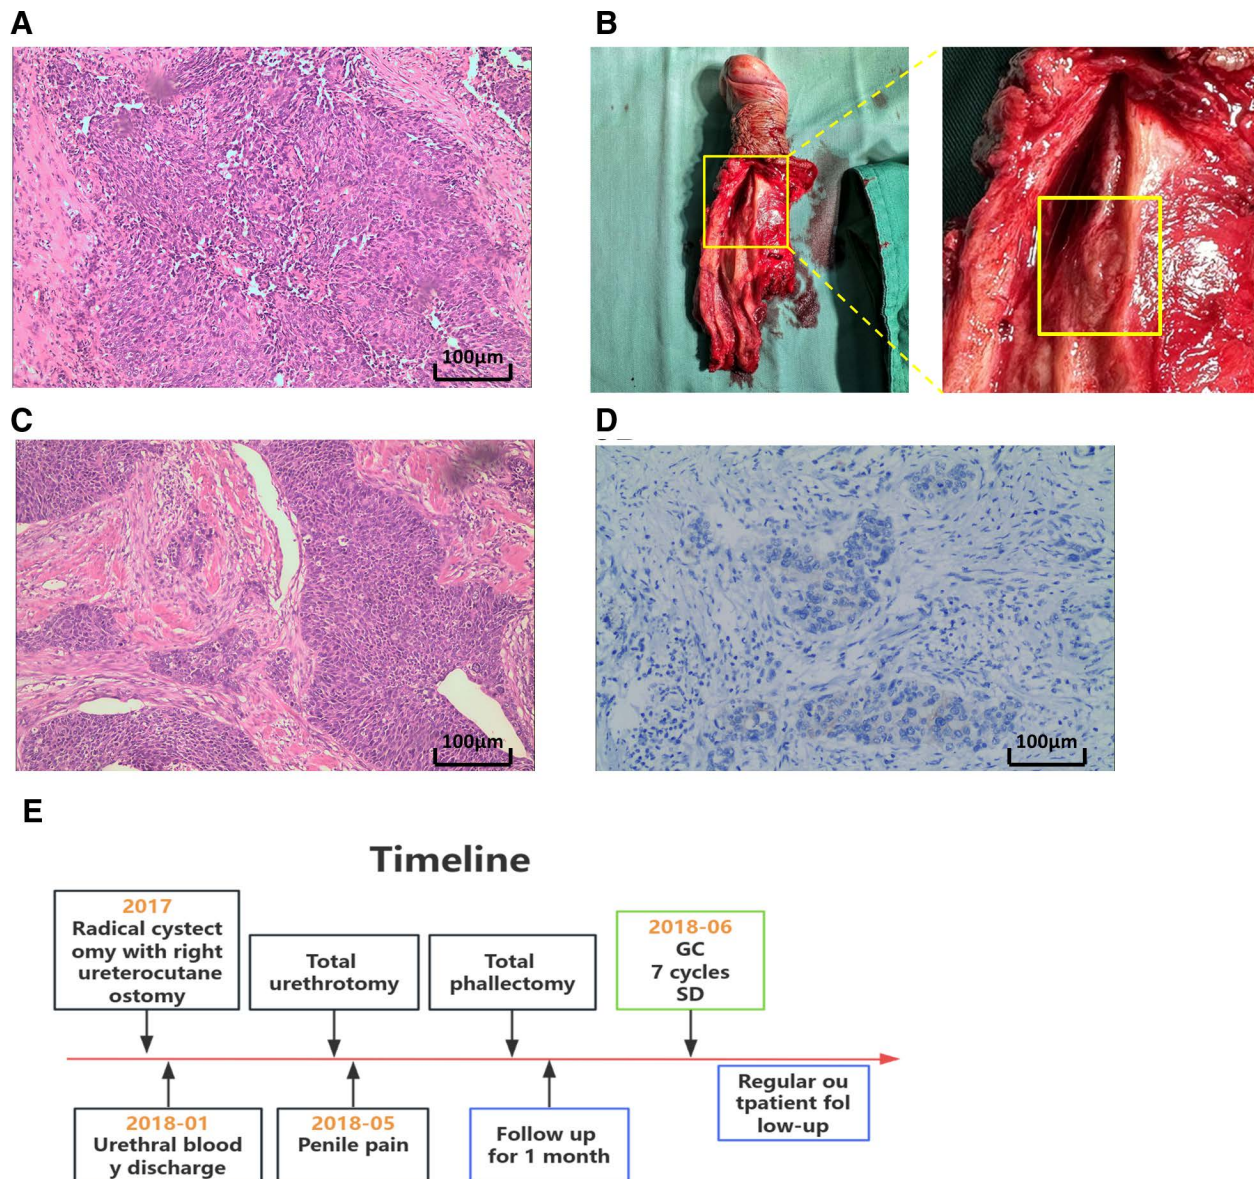 A
B
100μm
C
D
100μm
100μm
E
Timeline
2017
Radical cystect
omy with right
ureterocutane
ostomy
Total
urethrotomy
Total
phallectomy
2018-06
GC
7 cycles
SD
2018-01
Urethral blood
y discharge
2018-05
Penile pain
Follow up
for 1 month
Regular ou
tpatient fol
low-up